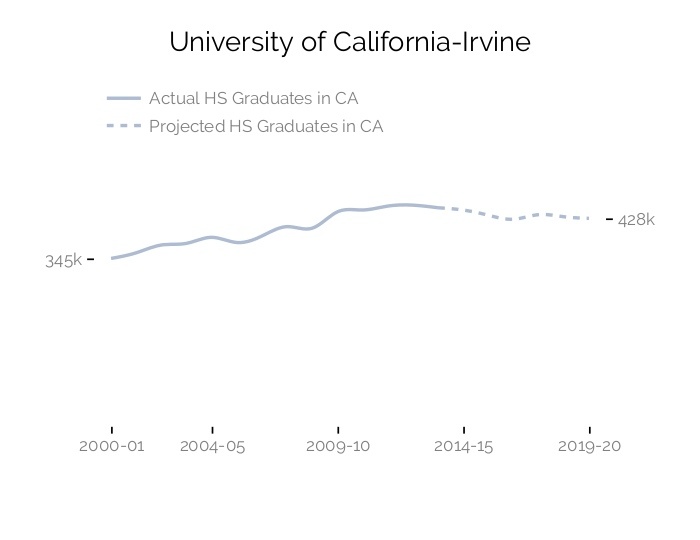 University of California-Irvine
Actual HS Graduates in CA
Projected HS Graduates in CA
428k
345k
2000-01 2004-05 2009-10 2014-15 2019-20